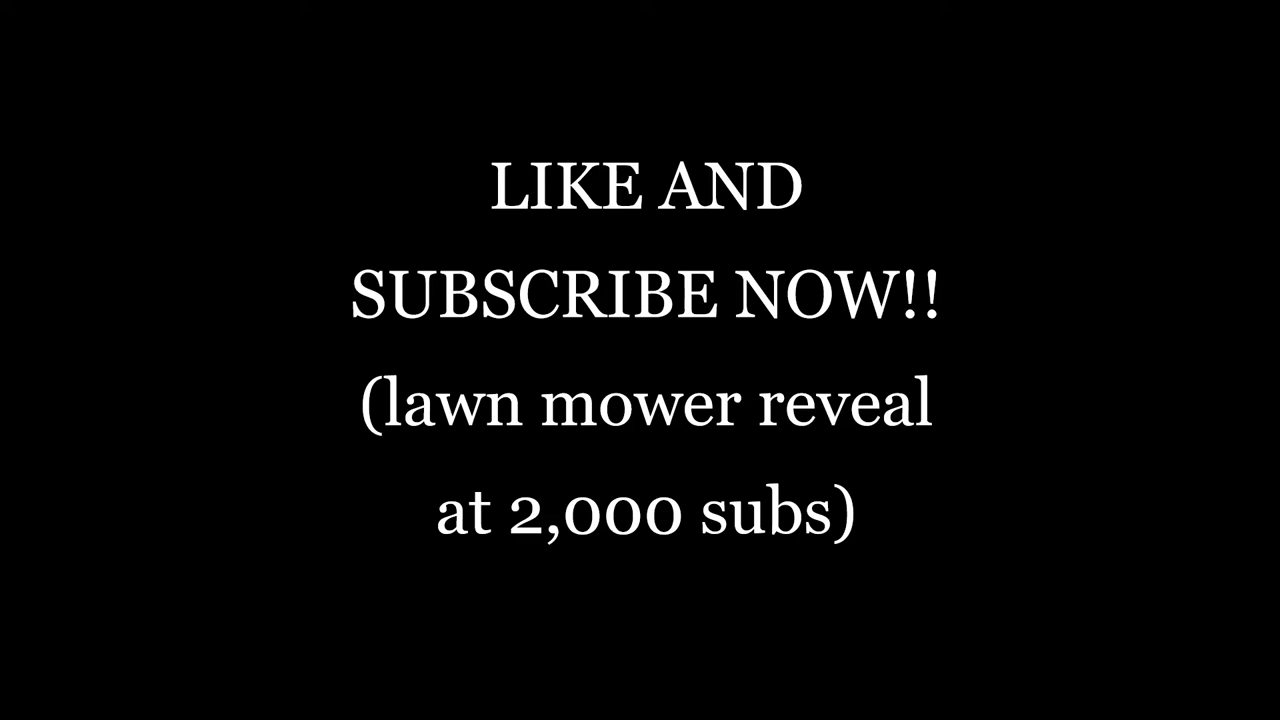 LIKE AND
SUBSCRIBE NOW!!
(lawn mower reveal
at 2,000 subs)